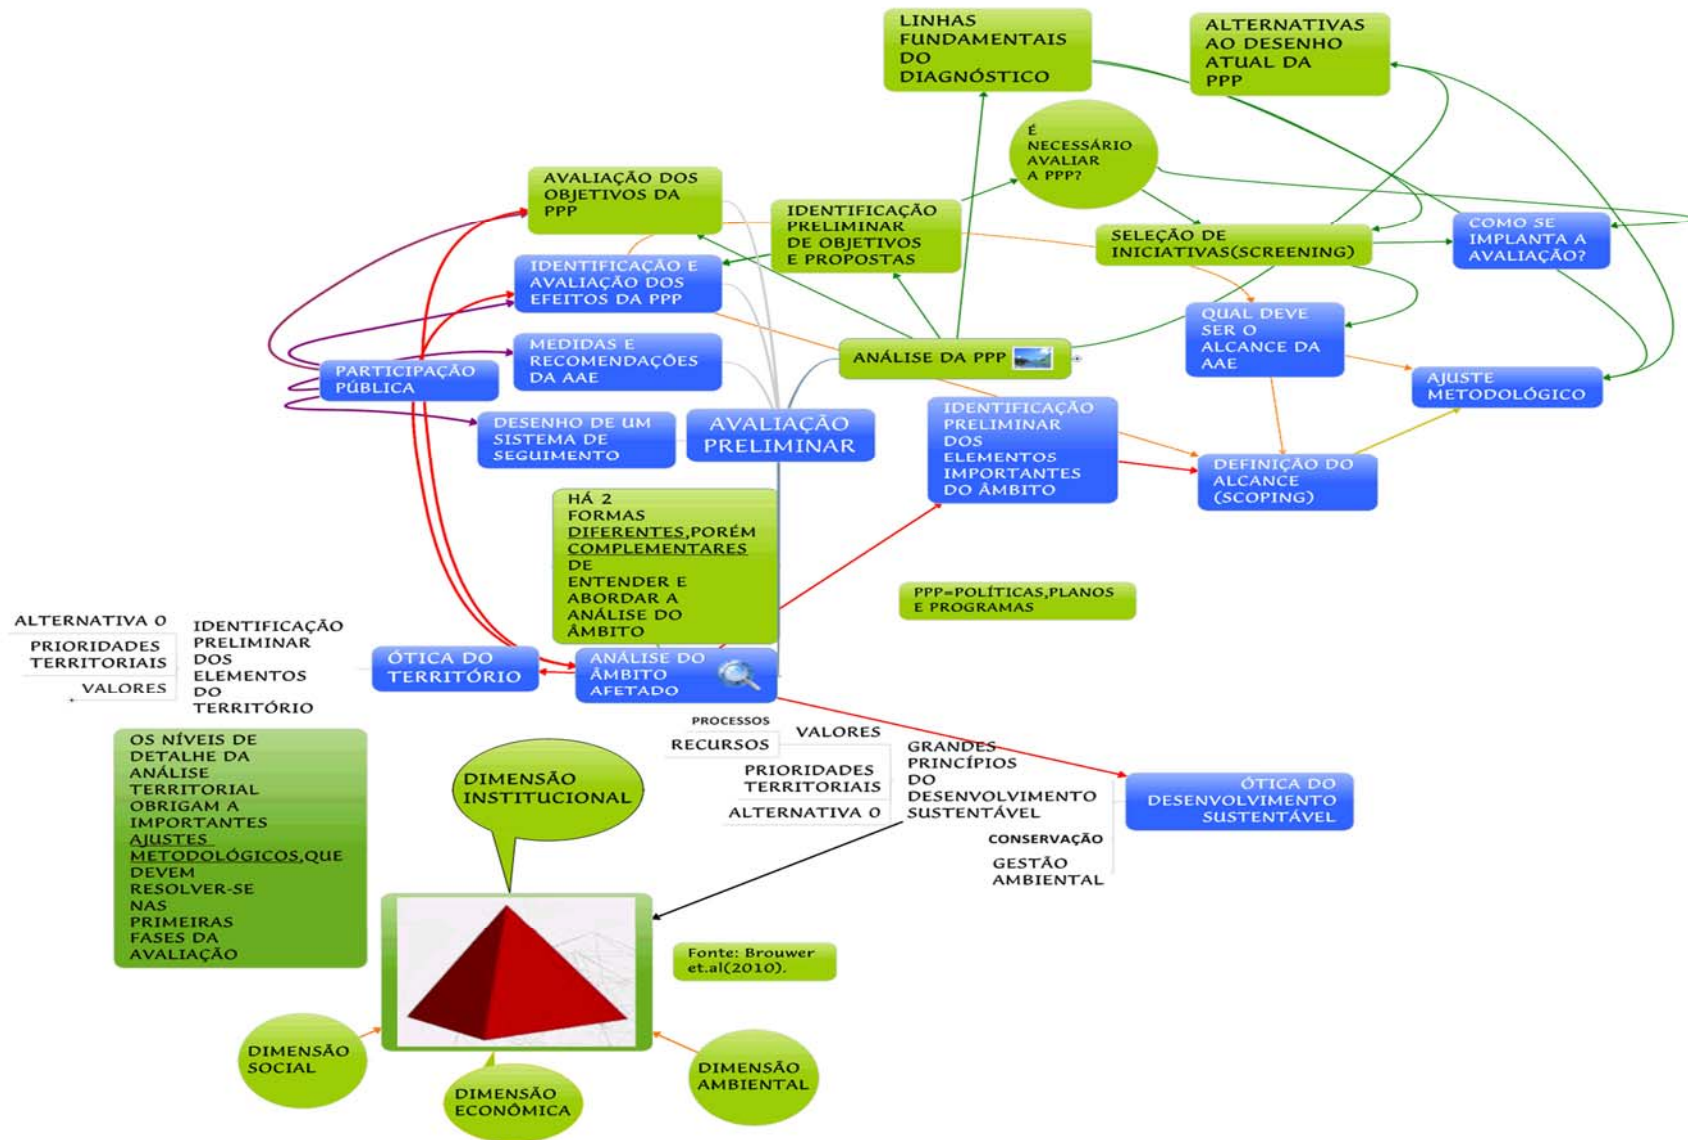 LINHAS
FUNDAMENTAIS
DO
DIAGNÓSTICO
ALTERNATIVAS
AO DESENHO
ATUAL DA
PPP
É
NECESSÁRIO
AVALIAR
A PPP?
AVALIAÇÃO DOS
OBJETIVOS DA
PPP
IDENTIFICAÇÃO
PRELIMINAR
DE OBJETIVOS
E PROPOSTAS
SELEÇÃO DE
INICIATIVAS(SCREENING)
COMO SE
IMPLANTA A
AVALIAÇÃO?
IDENTIFICAÇÃO E
AVALIAÇÃO DOS
EFEITOS DA PPP
QUAL DEVE
SER O
ALCANCE DA
AAE
MEDIDAS E
RECOMENDAÇÕES
DA AAE
ANÁLISE DA PPP
PARTICIPAÇÃO
PÚBLICA
AJUSTE
METODOLÓGICO
DESENHO DE UM
SISTEMA DE
SEGUIMENTO
AVALIAÇÃO
PRELIMINAR
IDENTIFICAÇÃO
PRELIMINAR
DOS
ELEMENTOS
IMPORTANTES
DO ÂMBITO
DEFINIÇÃO DO
ALCANCE
(SCOPING)
HÁ 2
FORMAS
DIFERENTES,PORÉM
COMPLEMENTARES
DE
ENTENDER E
ABORDAR A
ANÁLISE DO
ÂMBITO
PPP=POLÍTICAS,PLANOS
E PROGRAMAS
ALTERNATIVA 0
PRIORIDADES
TERRITORIAIS
VALORES
IDENTIFICAÇÃO
PRELIMINAR
DOS
ELEMENTOS
DO
TERRITÓRIO
ÓTICA DO
TERRITÓRIO
ANÁLISE DO
ÂMBITO
AFETADO
PROCESSOS
RECURSOS
VALORES
PRIORIDADES
TERRITORIAIS
ALTERNATIVA 0
GRANDES
PRINCÍPIOS
DO
DESENVOLVIMENTO
SUSTENTÁVEL
CONSERVAÇÃO
GESTÃO
AMBIENTAL
ÓTICA DO
DESENVOLVIMENTO
SUSTENTÁVEL
OS NÍVEIS DE
DETALHE DA
ANÁLISE
TERRITORIAL
OBRIGAM A
IMPORTANTES
AJUSTES
METODOLÓGICOS,QUE
DEVEM
RESOLVER-SE
NAS
PRIMEIRAS
FASES DA
AVALIAÇÃO
DIMENSÃO
INSTITUCIONAL
Fonte: Brouwer
et.al(2010).
DIMENSÃO
SOCIAL
DIMENSÃO
ECONÔMICA
DIMENSÃO
AMBIENTAL